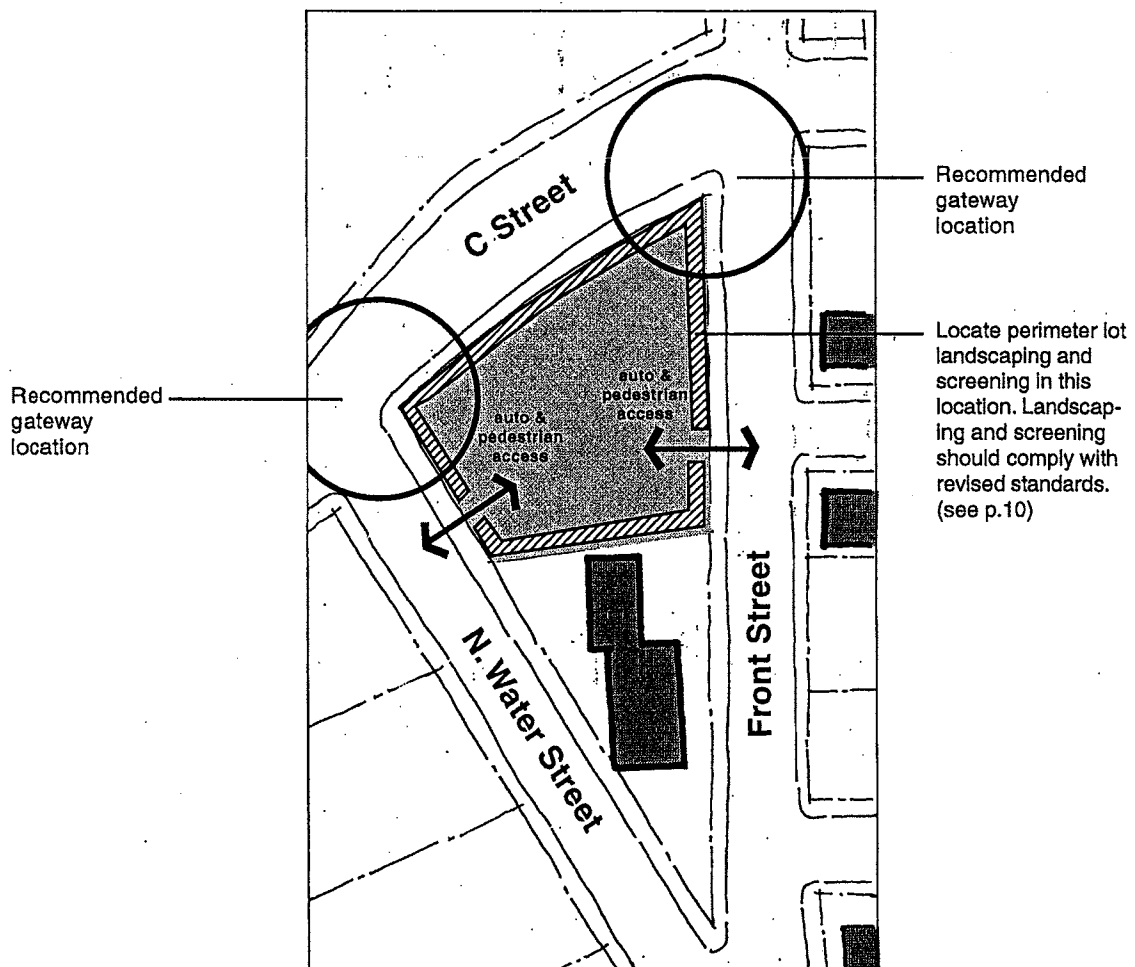 C Street
Recommended
gateway
location
Recommended
gateway
location
Locate perimeter lot
landscaping and
screening in this
location. Landscap-
ing and screening
should comply with
revised standards.
(see p.10)
auto &
pedestrian
access
auto &
pedestrian
access
N. Water Street
Front Street